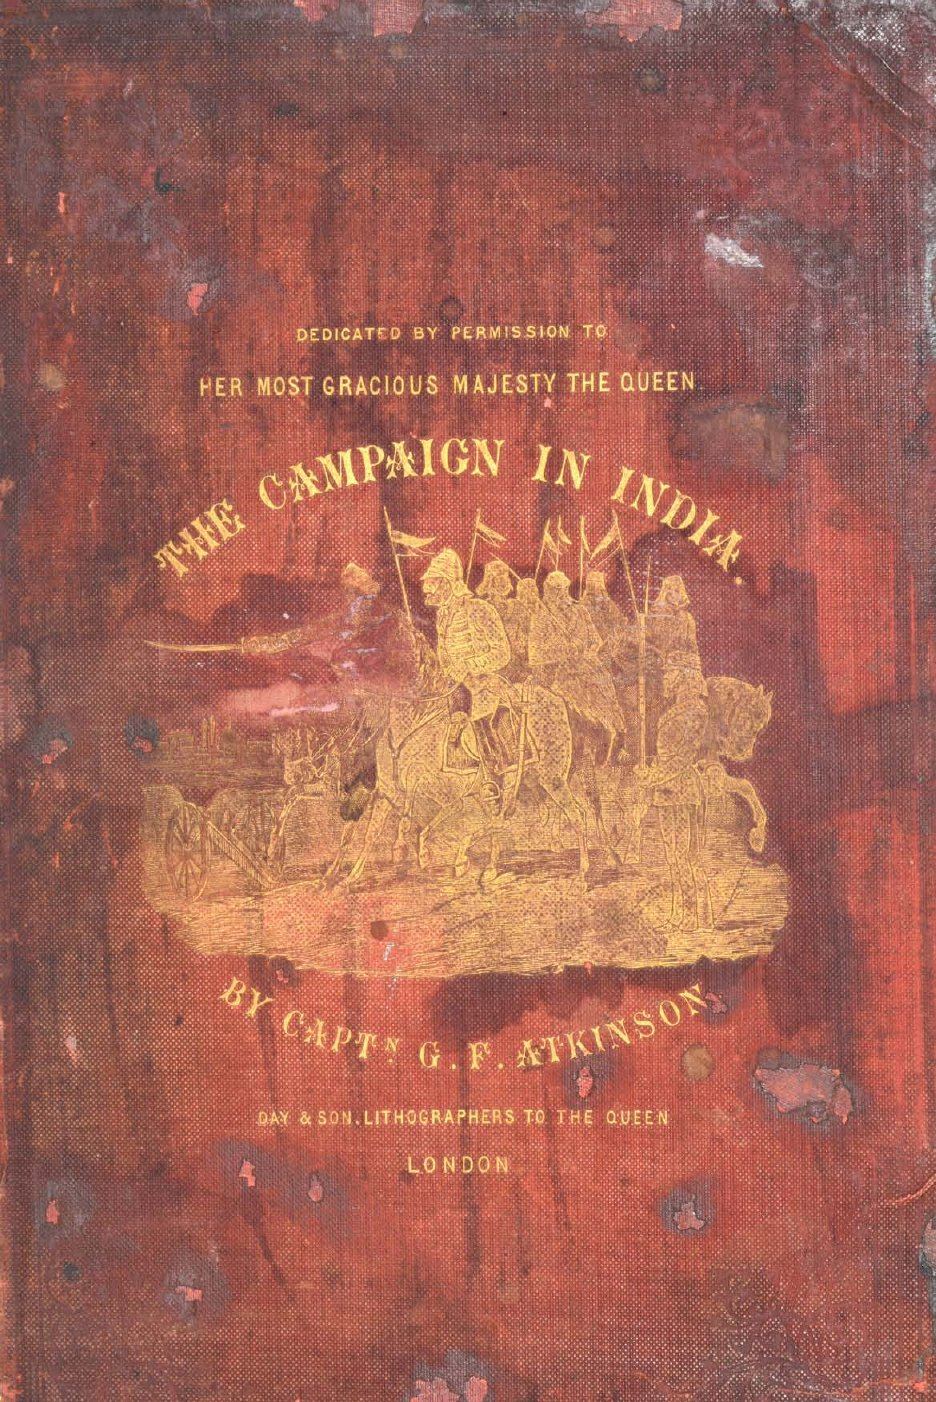 DEDICATED BY PERMISSION TO
HER MOST GRACIOUS MAJESTY THE QUEEN
THE CAMPAIGN IN INDIA.
BY CAPTN. G. F. ATKINSON
DAY & SON, LITHOGRAPHERS TO THE QUEEN
LONDON